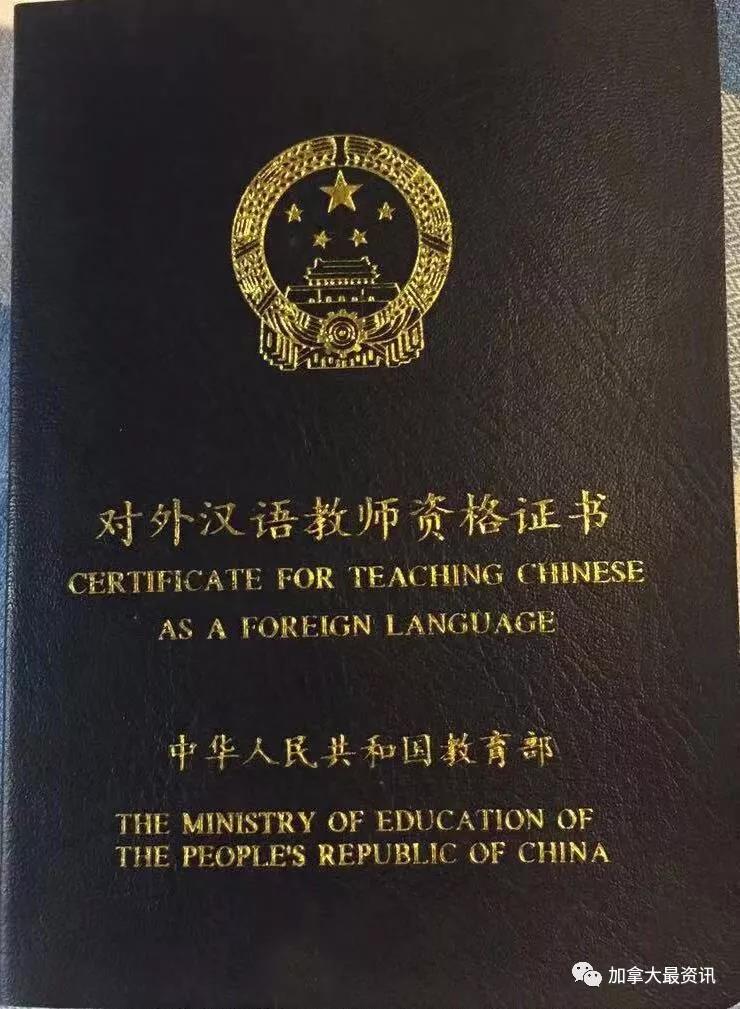 对外汉语教师资格证书
CERTIFICATE FOR TEACHING CHINESE
AS A FOREIGN LANGUAGE
中华人民共和国教育部
THE MINISTRY OF EDUCATION OF
THE PEOPLE'S REPUBLIC OF CHINA
加拿大最资讯